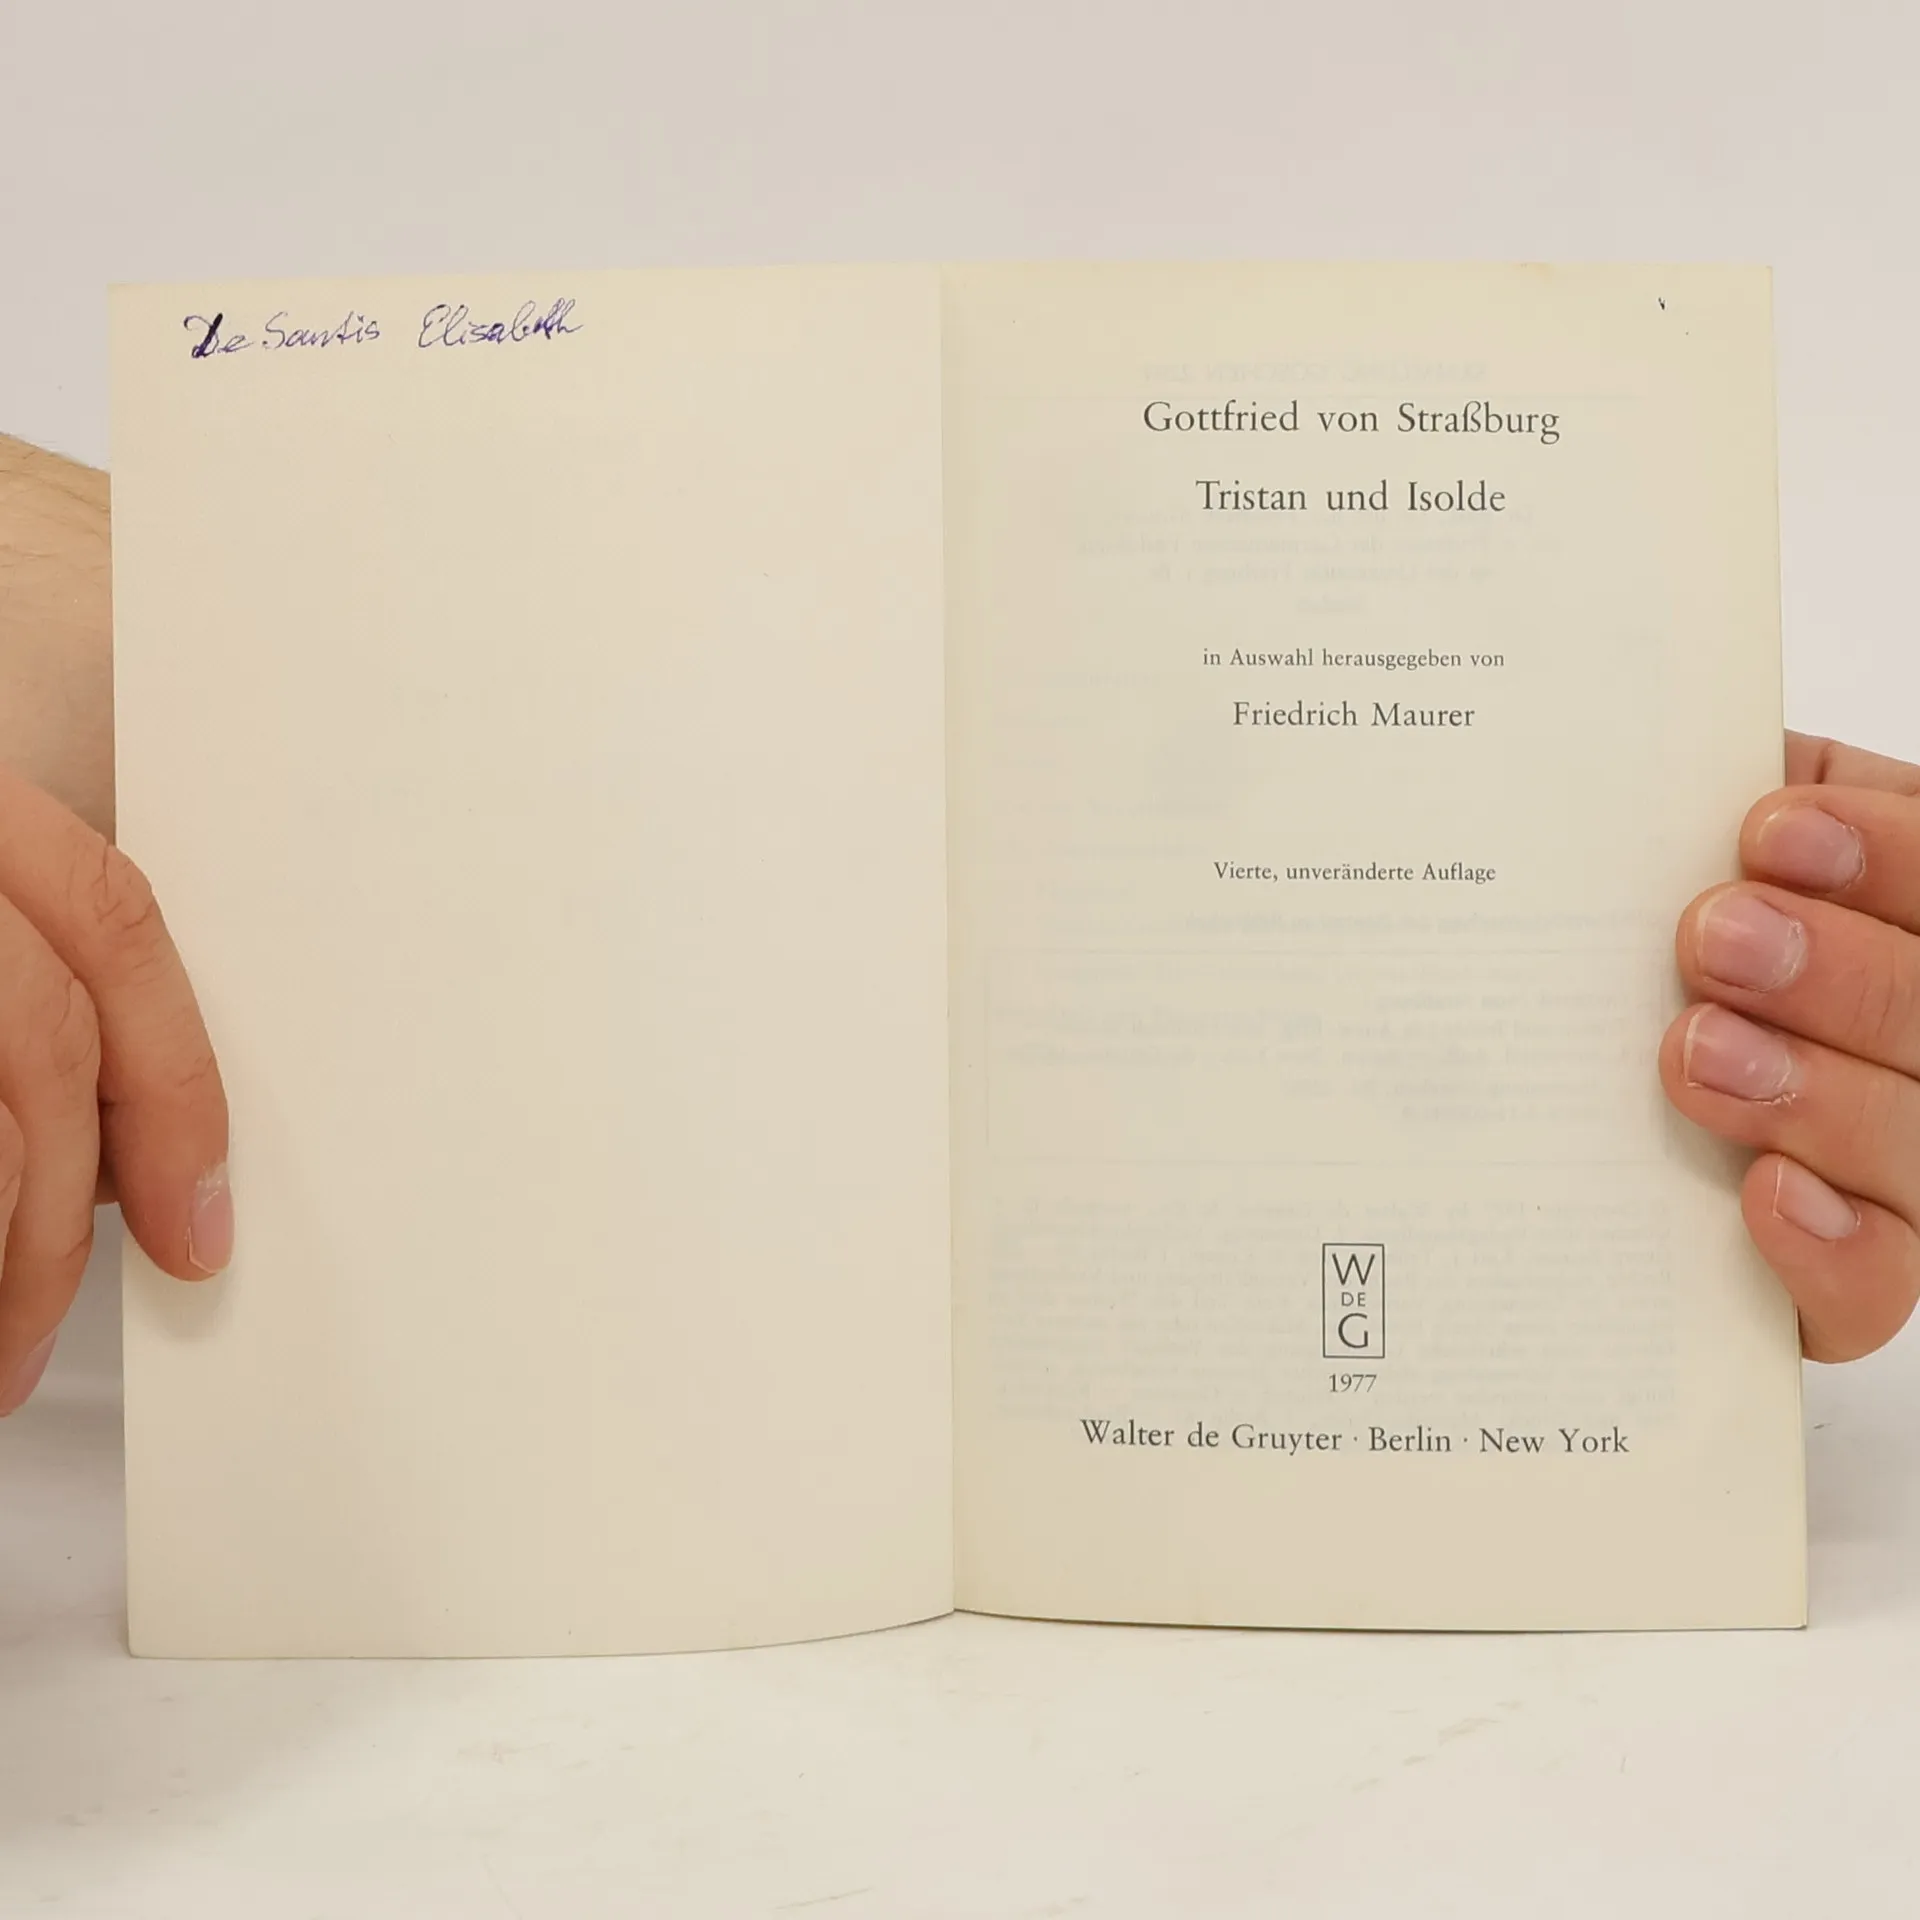 De Santis Elisabeth
Gottfried von Straßburg
Tristan und Isolde
in Auswahl herausgegeben von
Friedrich Maurer
Vierte, unveränderte Auflage
W
DE
G
1977
Walter de Gruyter · Berlin · New York